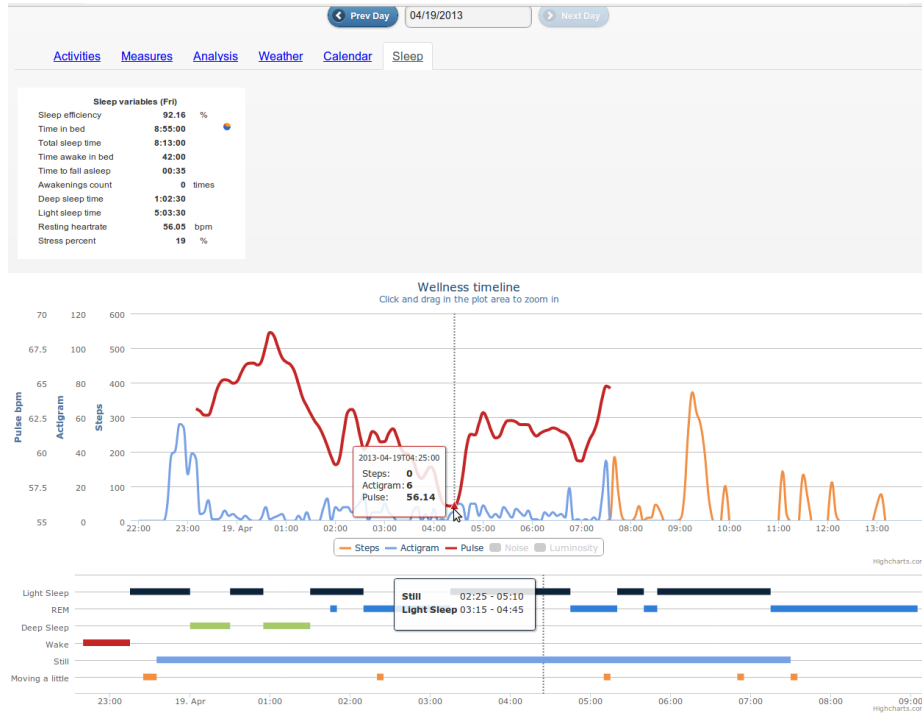 Prev Day 04/19/2013 Next Day
Activities Measures Analysis Weather Calendar Sleep
Sleep variables (Fri)
Sleep efficiency 92.16 %
Time in bed 8:55:00
Total sleep time 8:13:00
Time awake in bed 42:00
Time to fall asleep 00:35
Awakenings count 0 times
Deep sleep time 1:02:30
Light sleep time 5:03:30
Resting heartrate 56.05 bpm
Stress percent 19 %
Wellness timeline
Click and drag in the plot area to zoom in
70 120 600
67.5 100 500
65 80 400
62.5 60 300
60 40 200
57.5 20 100
55 0 0
Pulse bpm
Actigram
Steps
2013-04-19T04:25:00
Steps: 0
Actigram: 6
Pulse: 56.14
22:00 23:00 19. Apr 01:00 02:00 03:00 04:00 05:00 06:00 07:00 08:00 09:00 10:00 11:00 12:00 13:00
Steps Actigram Pulse Noise Luminosity
Highcharts.com
Light Sleep
REM
Deep Sleep
Wake
Still
Moving a little
Still 02:25 - 05:10
Light Sleep 03:15 - 04:45
23:00 19. Apr 01:00 02:00 03:00 04:00 05:00 06:00 07:00 08:00 09:00
Highcharts.com